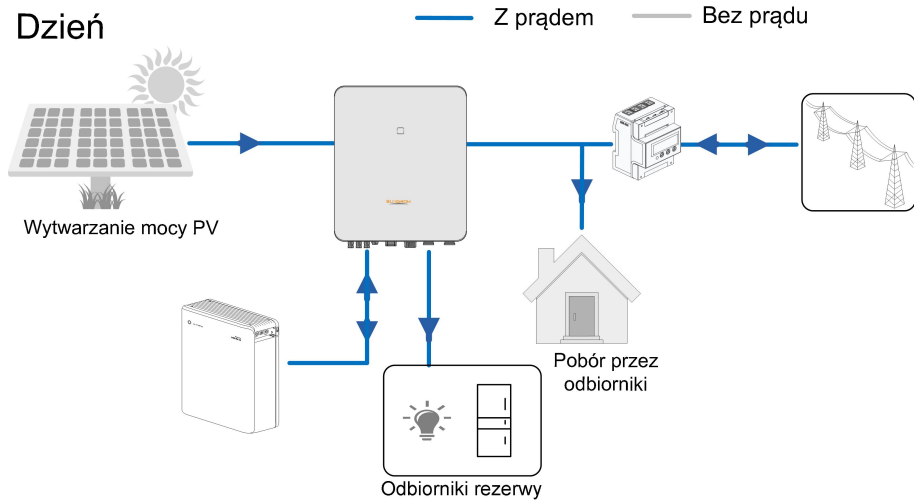 Dzień
Z prądem
Bez prądu
Wytwarzanie mocy PV
Pobór przez
odbiorniki
Odbiorniki rezerwy